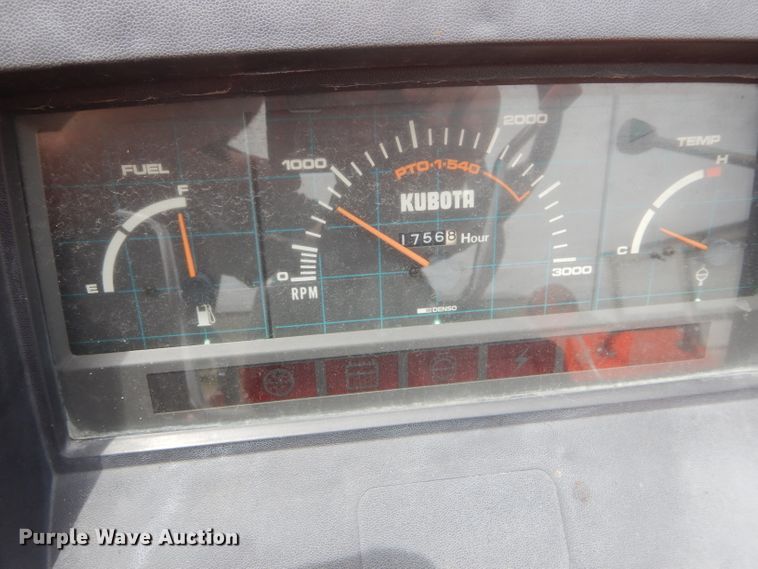 2000
1000
FUEL
TEMP
PTO·1·540
H
F
KUBOTA
17568 Hour
C
E
0
3000
RPM
DENSO
Purple Wave Auction